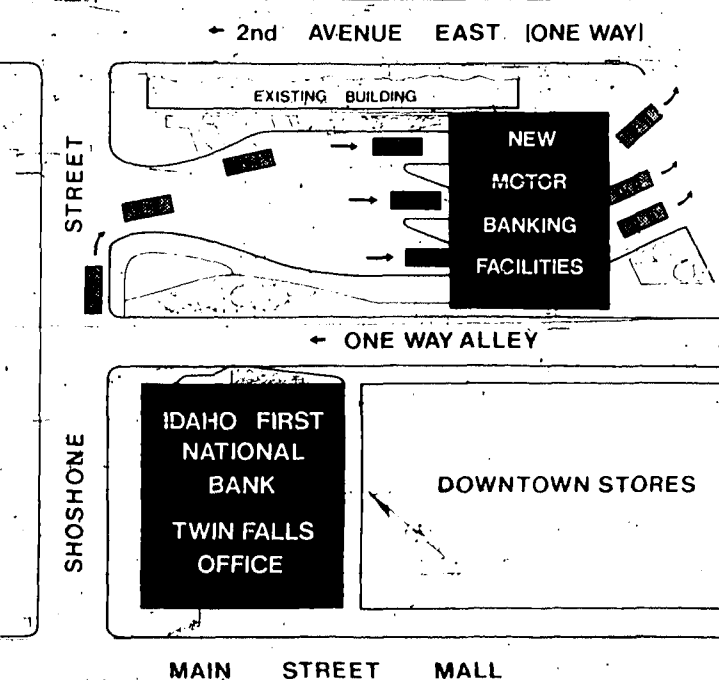 ← 2nd AVENUE EAST (ONE WAY)
EXISTING BUILDING
STREET
NEW
MOTOR
BANKING
FACILITIES
← ONE WAY ALLEY
SHOSHONE
IDAHO FIRST
NATIONAL
BANK
TWIN FALLS
OFFICE
DOWNTOWN STORES
MAIN STREET MALL